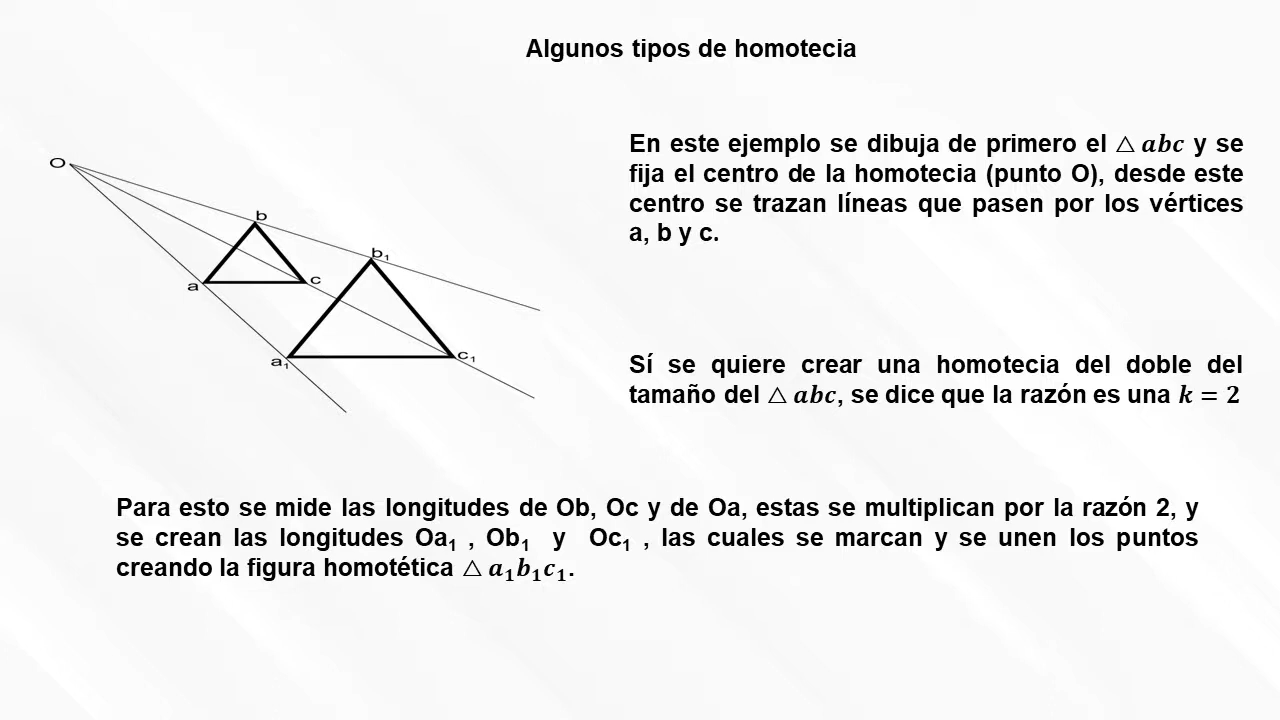 Algunos tipos de homotecia
O
b
a
c
b₁
a₁
c₁
En este ejemplo se dibuja de primero el △ abc y se
fija el centro de la homotecia (punto O), desde este
centro se trazan líneas que pasen por los vértices
a, b y c.
Sí se quiere crear una homotecia del doble del
tamaño del △ abc, se dice que la razón es una k = 2
Para esto se mide las longitudes de Ob, Oc y de Oa, estas se multiplican por la razón 2, y
se crean las longitudes Oa₁ , Ob₁ y Oc₁ , las cuales se marcan y se unen los puntos
creando la figura homotética △ a₁b₁c₁.